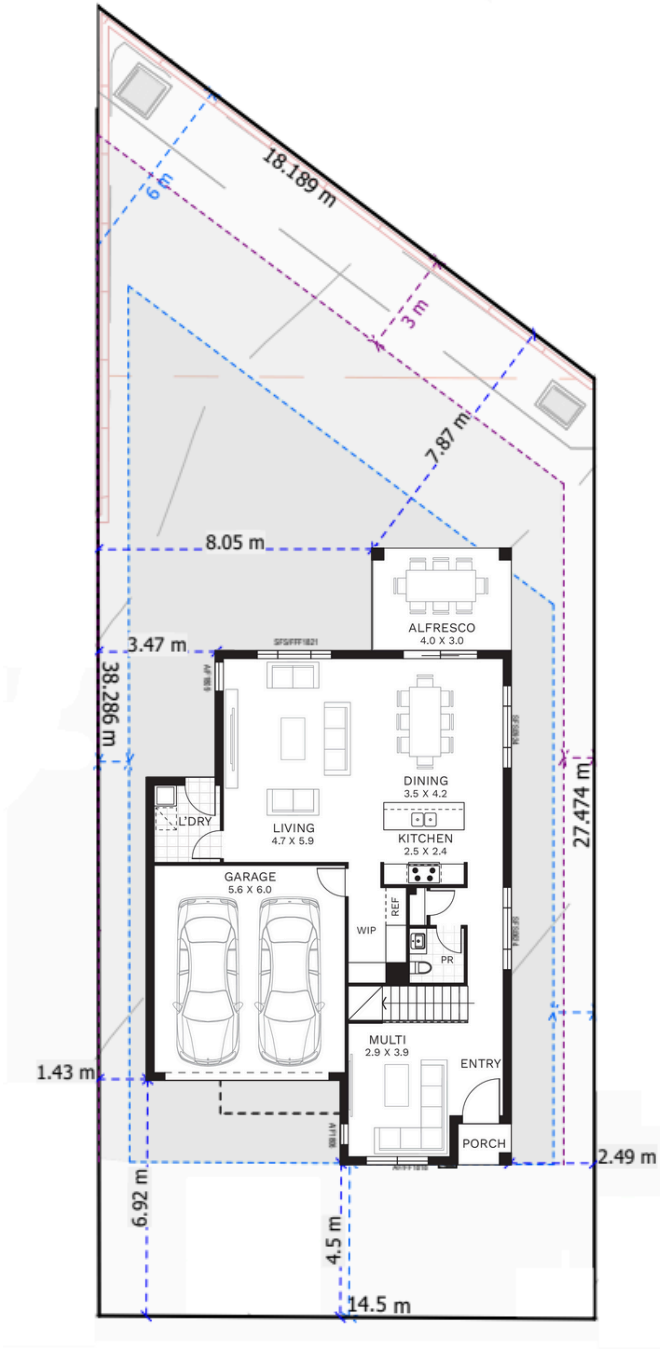 18.189 m
6 m
3 m
7.87 m
8.05 m
ALFRESCO
4.0 X 3.0
3.47 m
38.286 m
DINING
3.5 X 4.2
L'DRY
LIVING
4.7 X 5.9
KITCHEN
2.5 X 2.4
27.474 m
GARAGE
5.6 X 6.0
REF
WIP
PR
MULTI
2.9 X 3.9
ENTRY
1.43 m
PORCH
2.49 m
6.92 m
4.5 m
14.5 m